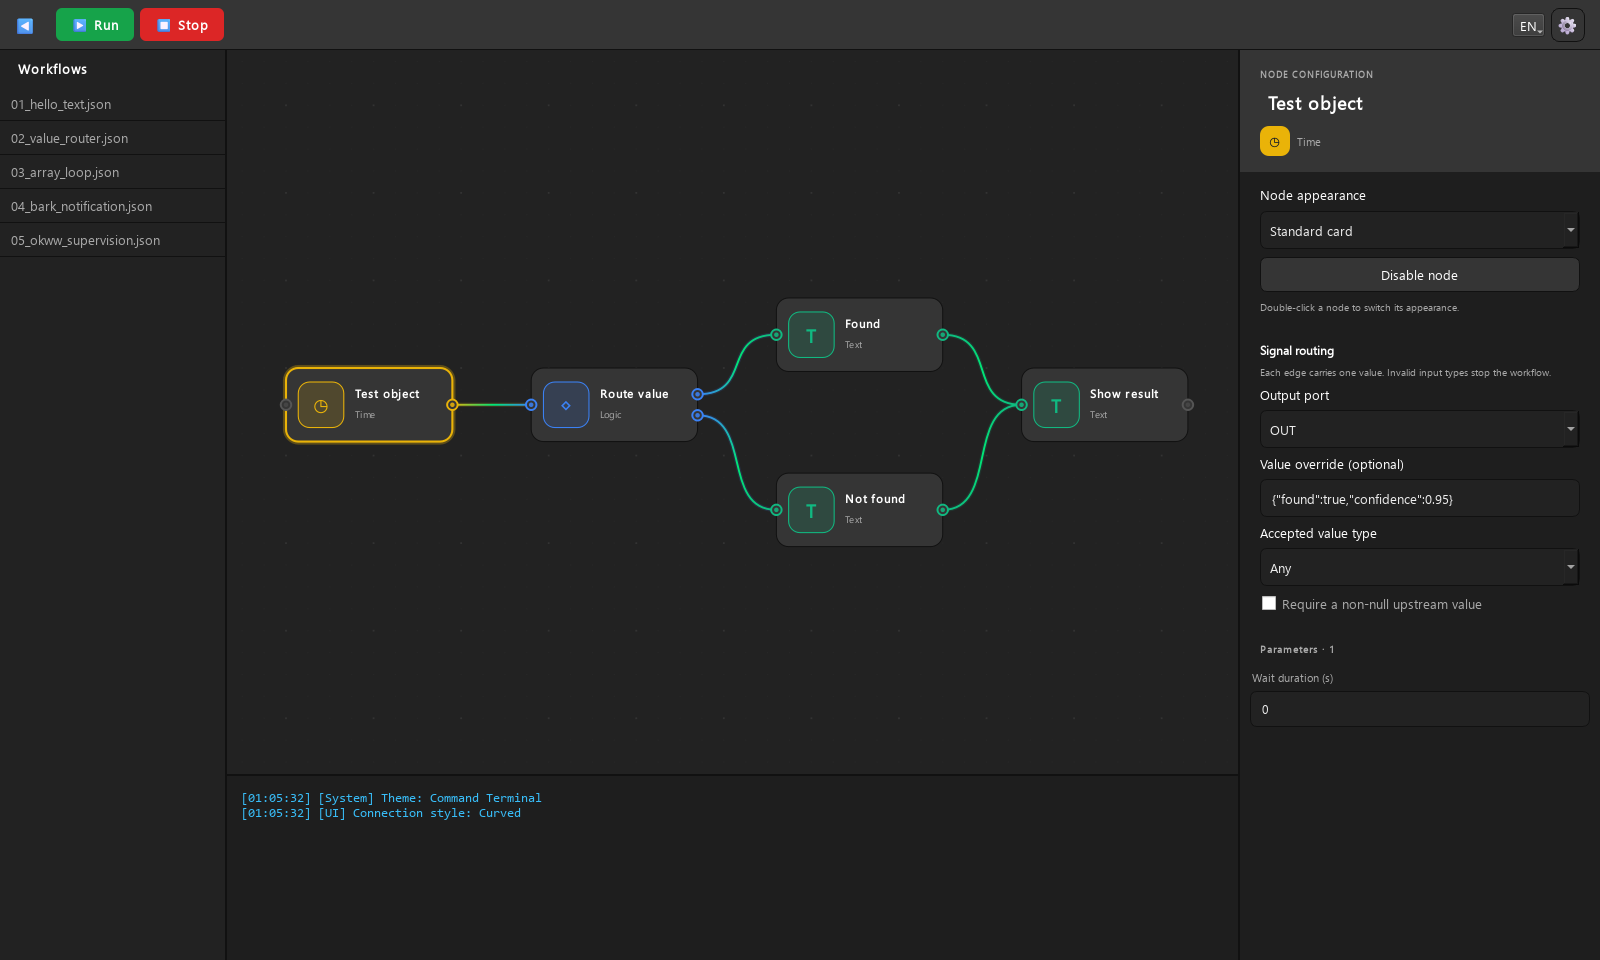 Run
Stop
EN
Workflows
01_hello_text.json
02_value_router.json
03_array_loop.json
04_bark_notification.json
05_okww_supervision.json
Test object
Time
Route value
Logic
Found
Text
Not found
Text
Show result
Text
[01:05:32] [System] Theme: Command Terminal
[01:05:32] [UI] Connection style: Curved
NODE CONFIGURATION
Test object
Time
Node appearance
Standard card
Disable node
Double-click a node to switch its appearance.
Signal routing
Each edge carries one value. Invalid input types stop the workflow.
Output port
OUT
Value override (optional)
{"found":true,"confidence":0.95}
Accepted value type
Any
Require a non-null upstream value
Parameters · 1
Wait duration (s)
0